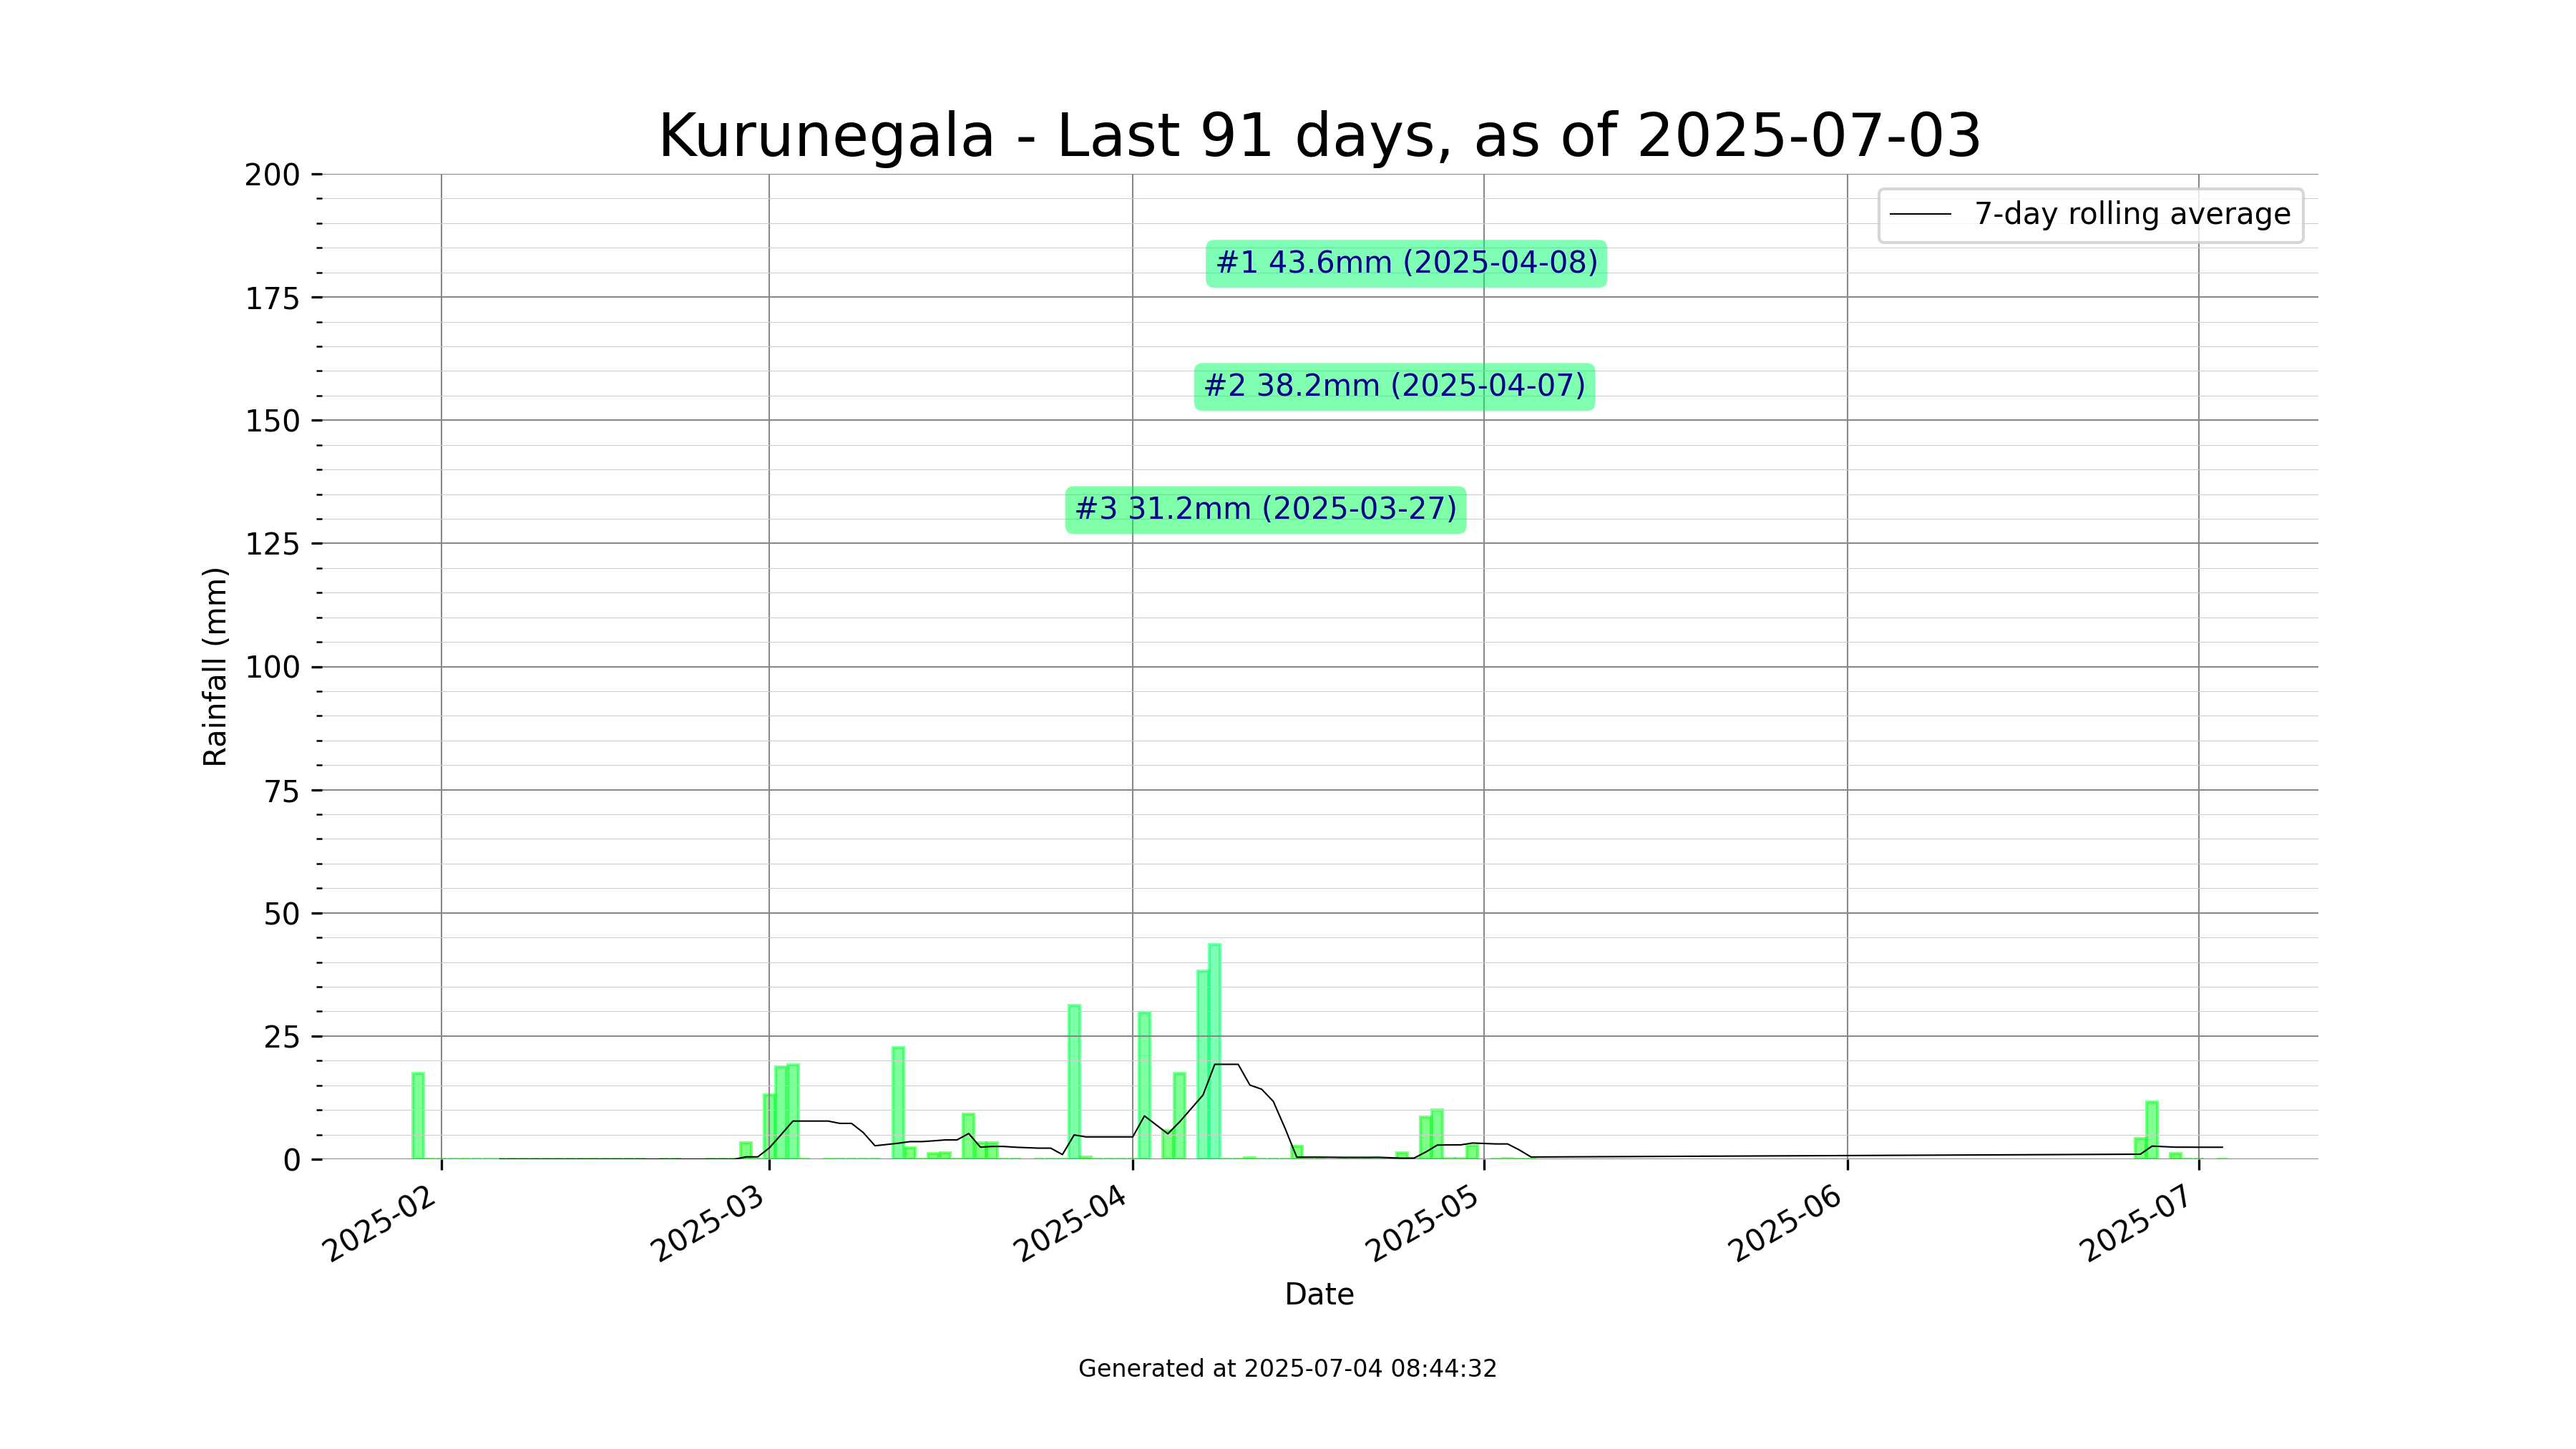 Kurunegala - Last 91 days, as of 2025-07-03
7-day rolling average
#1 43.6mm (2025-04-08)
#2 38.2mm (2025-04-07)
#3 31.2mm (2025-03-27)
Rainfall (mm)
200
175
150
125
100
75
50
25
0
2025-02
2025-03
2025-04
2025-05
2025-06
2025-07
Date
Generated at 2025-07-04 08:44:32